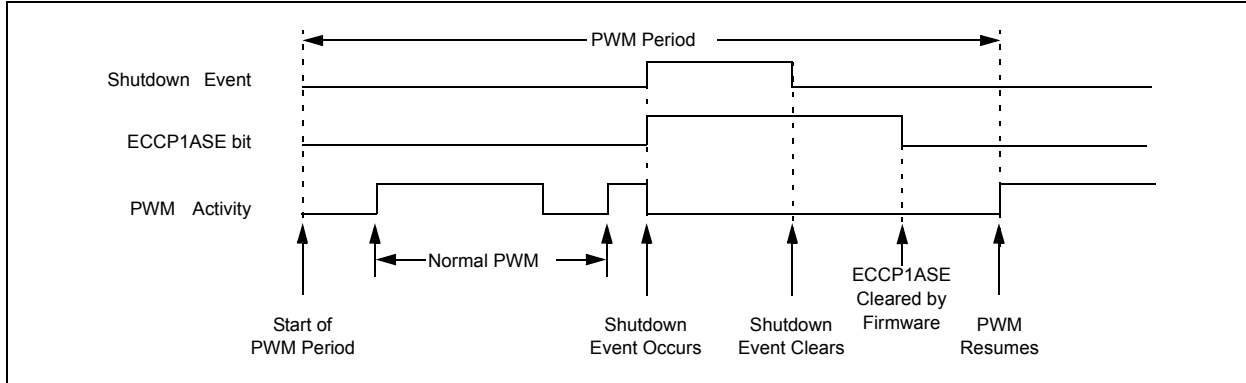 PWM Period
Shutdown Event
ECCP1ASE bit
PWM Activity
Normal PWM
Start of
PWM Period
Shutdown
Event Occurs
Shutdown
Event Clears
ECCP1ASE
Cleared by
Firmware
PWM
Resumes